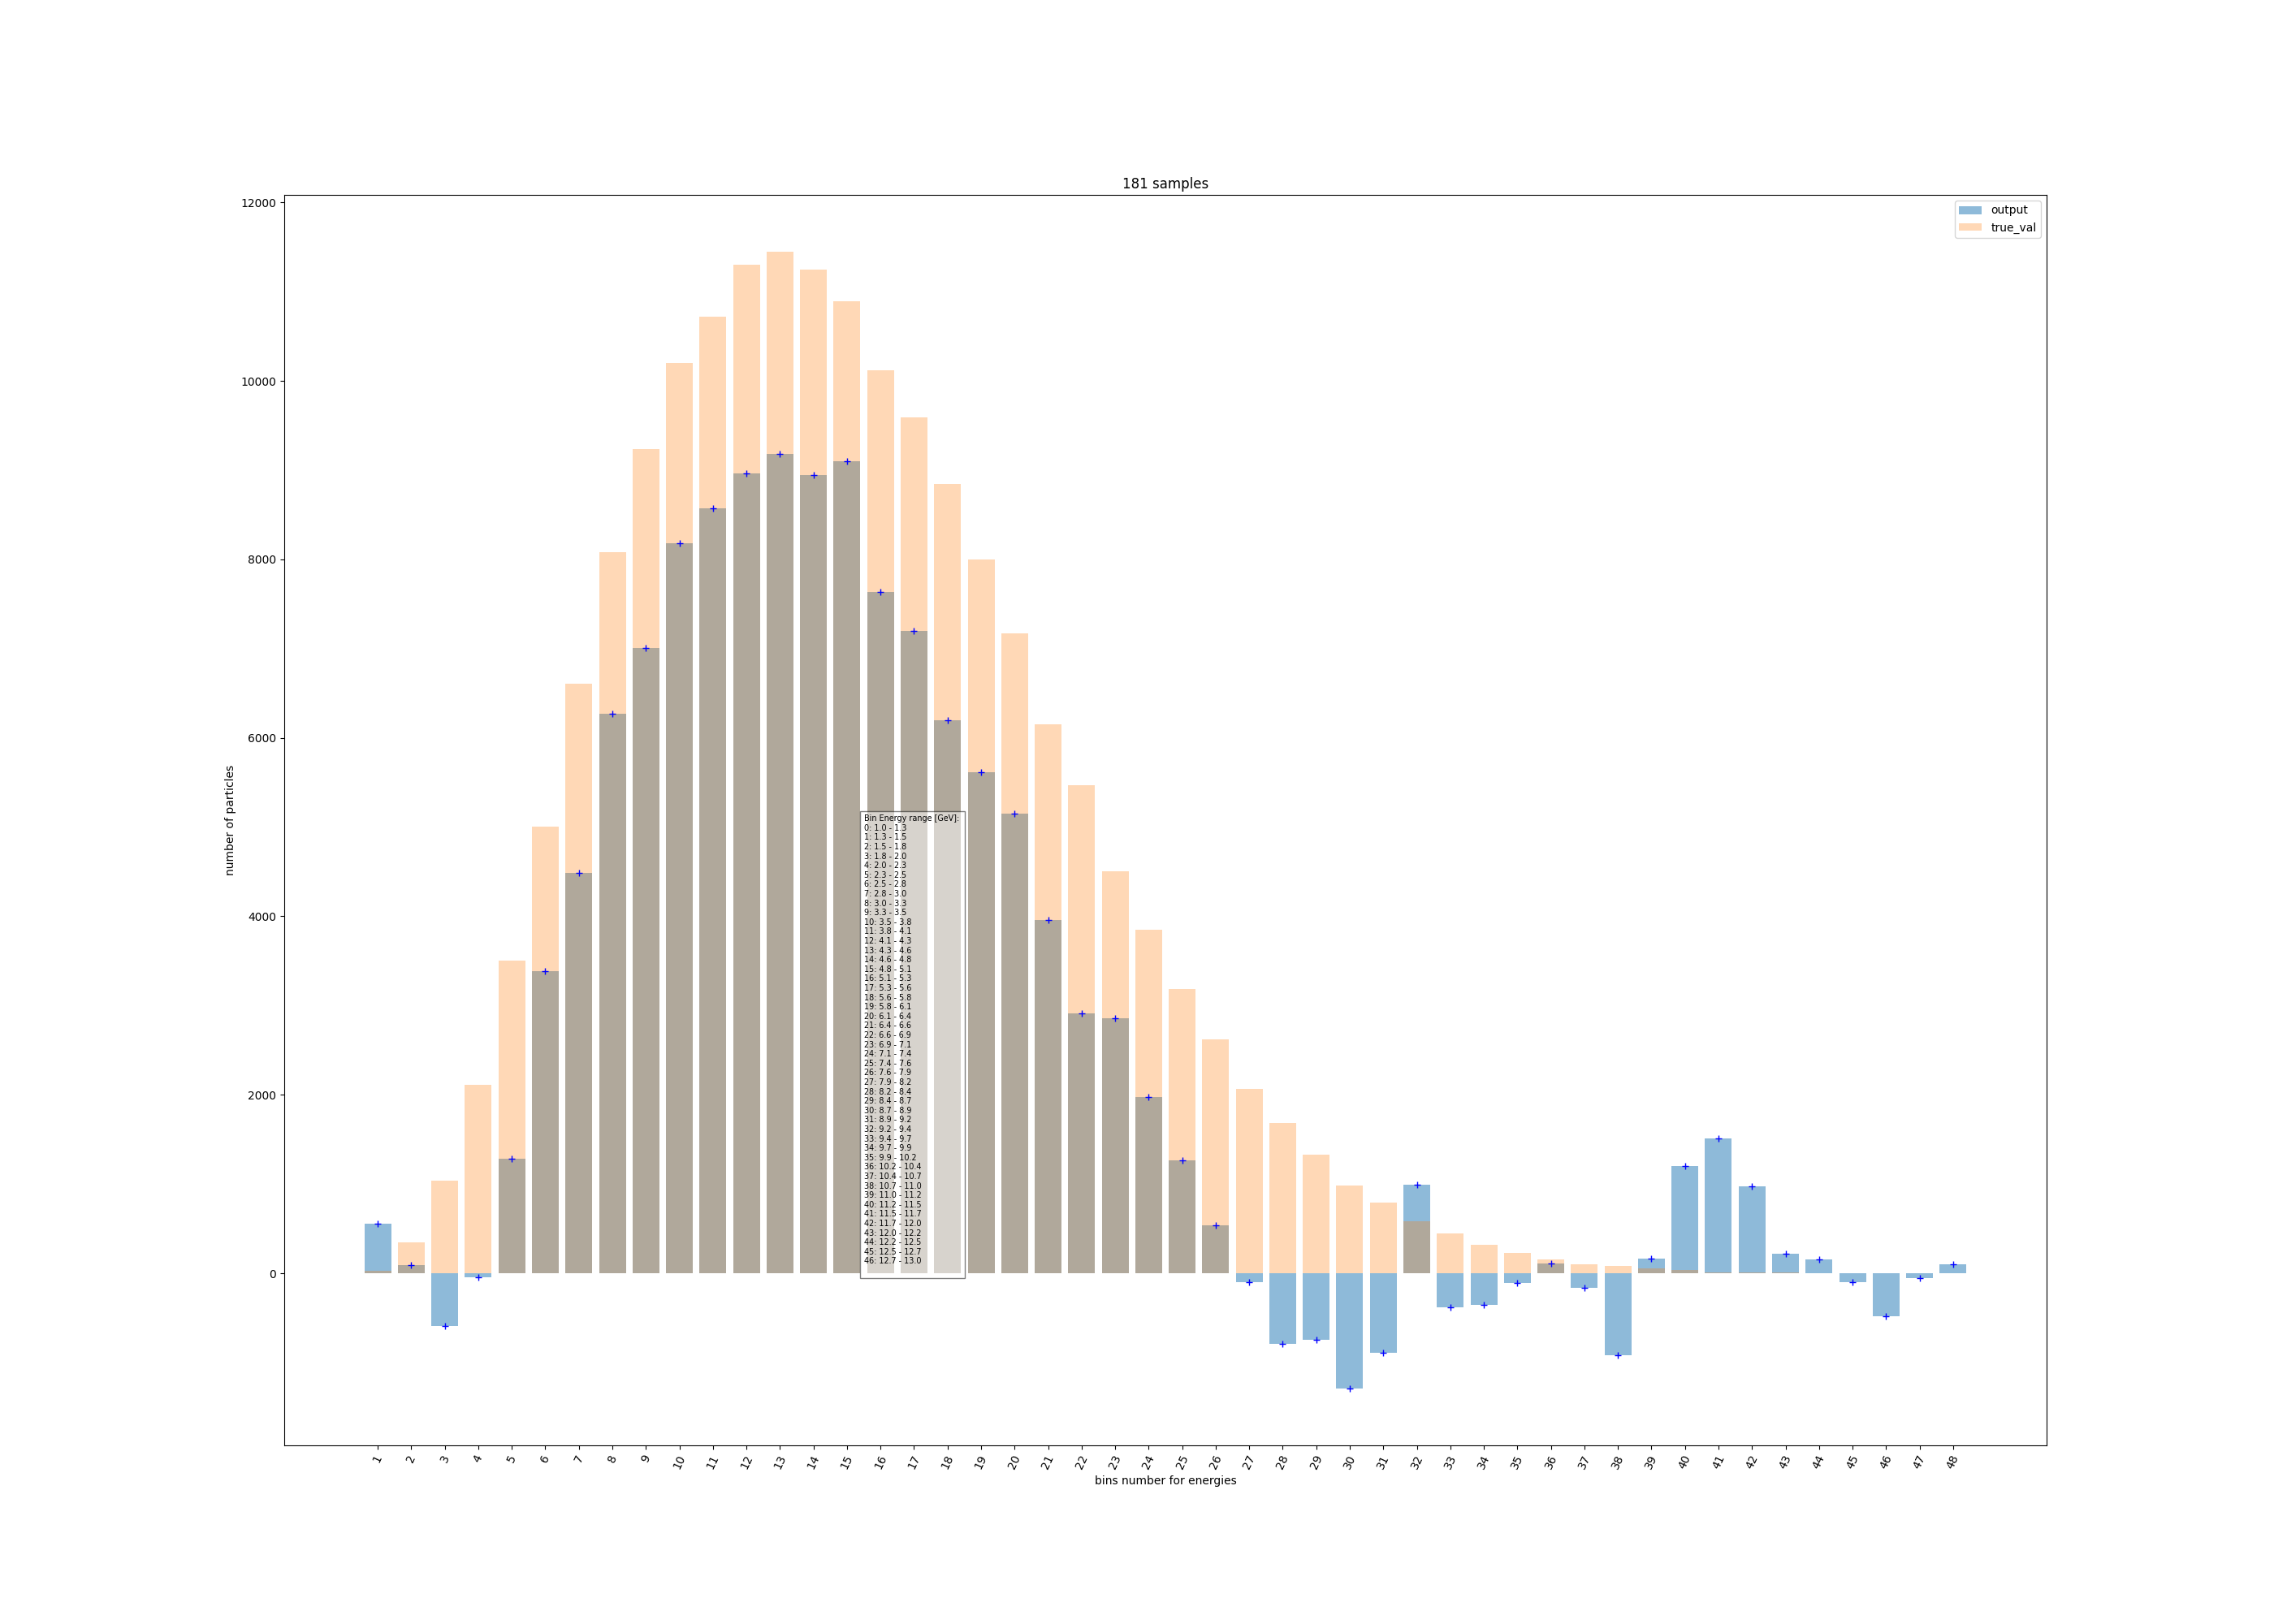 181 samples
output
true_val
12000
10000
8000
6000
4000
2000
0
number of particles
Bin Energy range [GeV]:
0: 1.0 - 1.3
1: 1.3 - 1.5
2: 1.5 - 1.8
3: 1.8 - 2.0
4: 2.0 - 2.3
5: 2.3 - 2.5
6: 2.5 - 2.8
7: 2.8 - 3.0
8: 3.0 - 3.3
9: 3.3 - 3.5
10: 3.5 - 3.8
11: 3.8 - 4.1
12: 4.1 - 4.3
13: 4.3 - 4.6
14: 4.6 - 4.8
15: 4.8 - 5.1
16: 5.1 - 5.3
17: 5.3 - 5.6
18: 5.6 - 5.8
19: 5.8 - 6.1
20: 6.1 - 6.4
21: 6.4 - 6.6
22: 6.6 - 6.9
23: 6.9 - 7.1
24: 7.1 - 7.4
25: 7.4 - 7.6
26: 7.6 - 7.9
27: 7.9 - 8.2
28: 8.2 - 8.4
29: 8.4 - 8.7
30: 8.7 - 8.9
31: 8.9 - 9.2
32: 9.2 - 9.4
33: 9.4 - 9.7
34: 9.7 - 9.9
35: 9.9 - 10.2
36: 10.2 - 10.4
37: 10.4 - 10.7
38: 10.7 - 11.0
39: 11.0 - 11.2
40: 11.2 - 11.5
41: 11.5 - 11.7
42: 11.7 - 12.0
43: 12.0 - 12.2
44: 12.2 - 12.5
45: 12.5 - 12.7
46: 12.7 - 13.0
1 2 3 4 5 6 7 8 9 10 11 12 13 14 15 16 17 18 19 20 21 22 23 24 25 26 27 28 29 30 31 32 33 34 35 36 37 38 39 40 41 42 43 44 45 46 47 48
bins number for energies